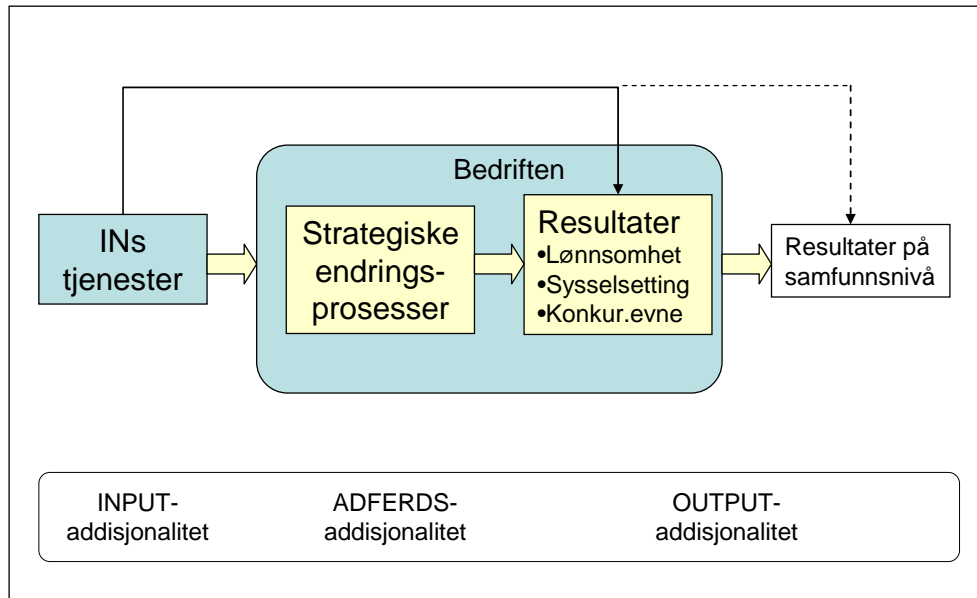 Bedriften
INs
tjenester
Strategiske
endrings-
prosesser
Resultater
•Lønnsomhet
•Sysselsetting
•Konkur.evne
Resultater på
samfunnsnivå
INPUT-
addisjonalitet
ADFERDS-
addisjonalitet
OUTPUT-
addisjonalitet